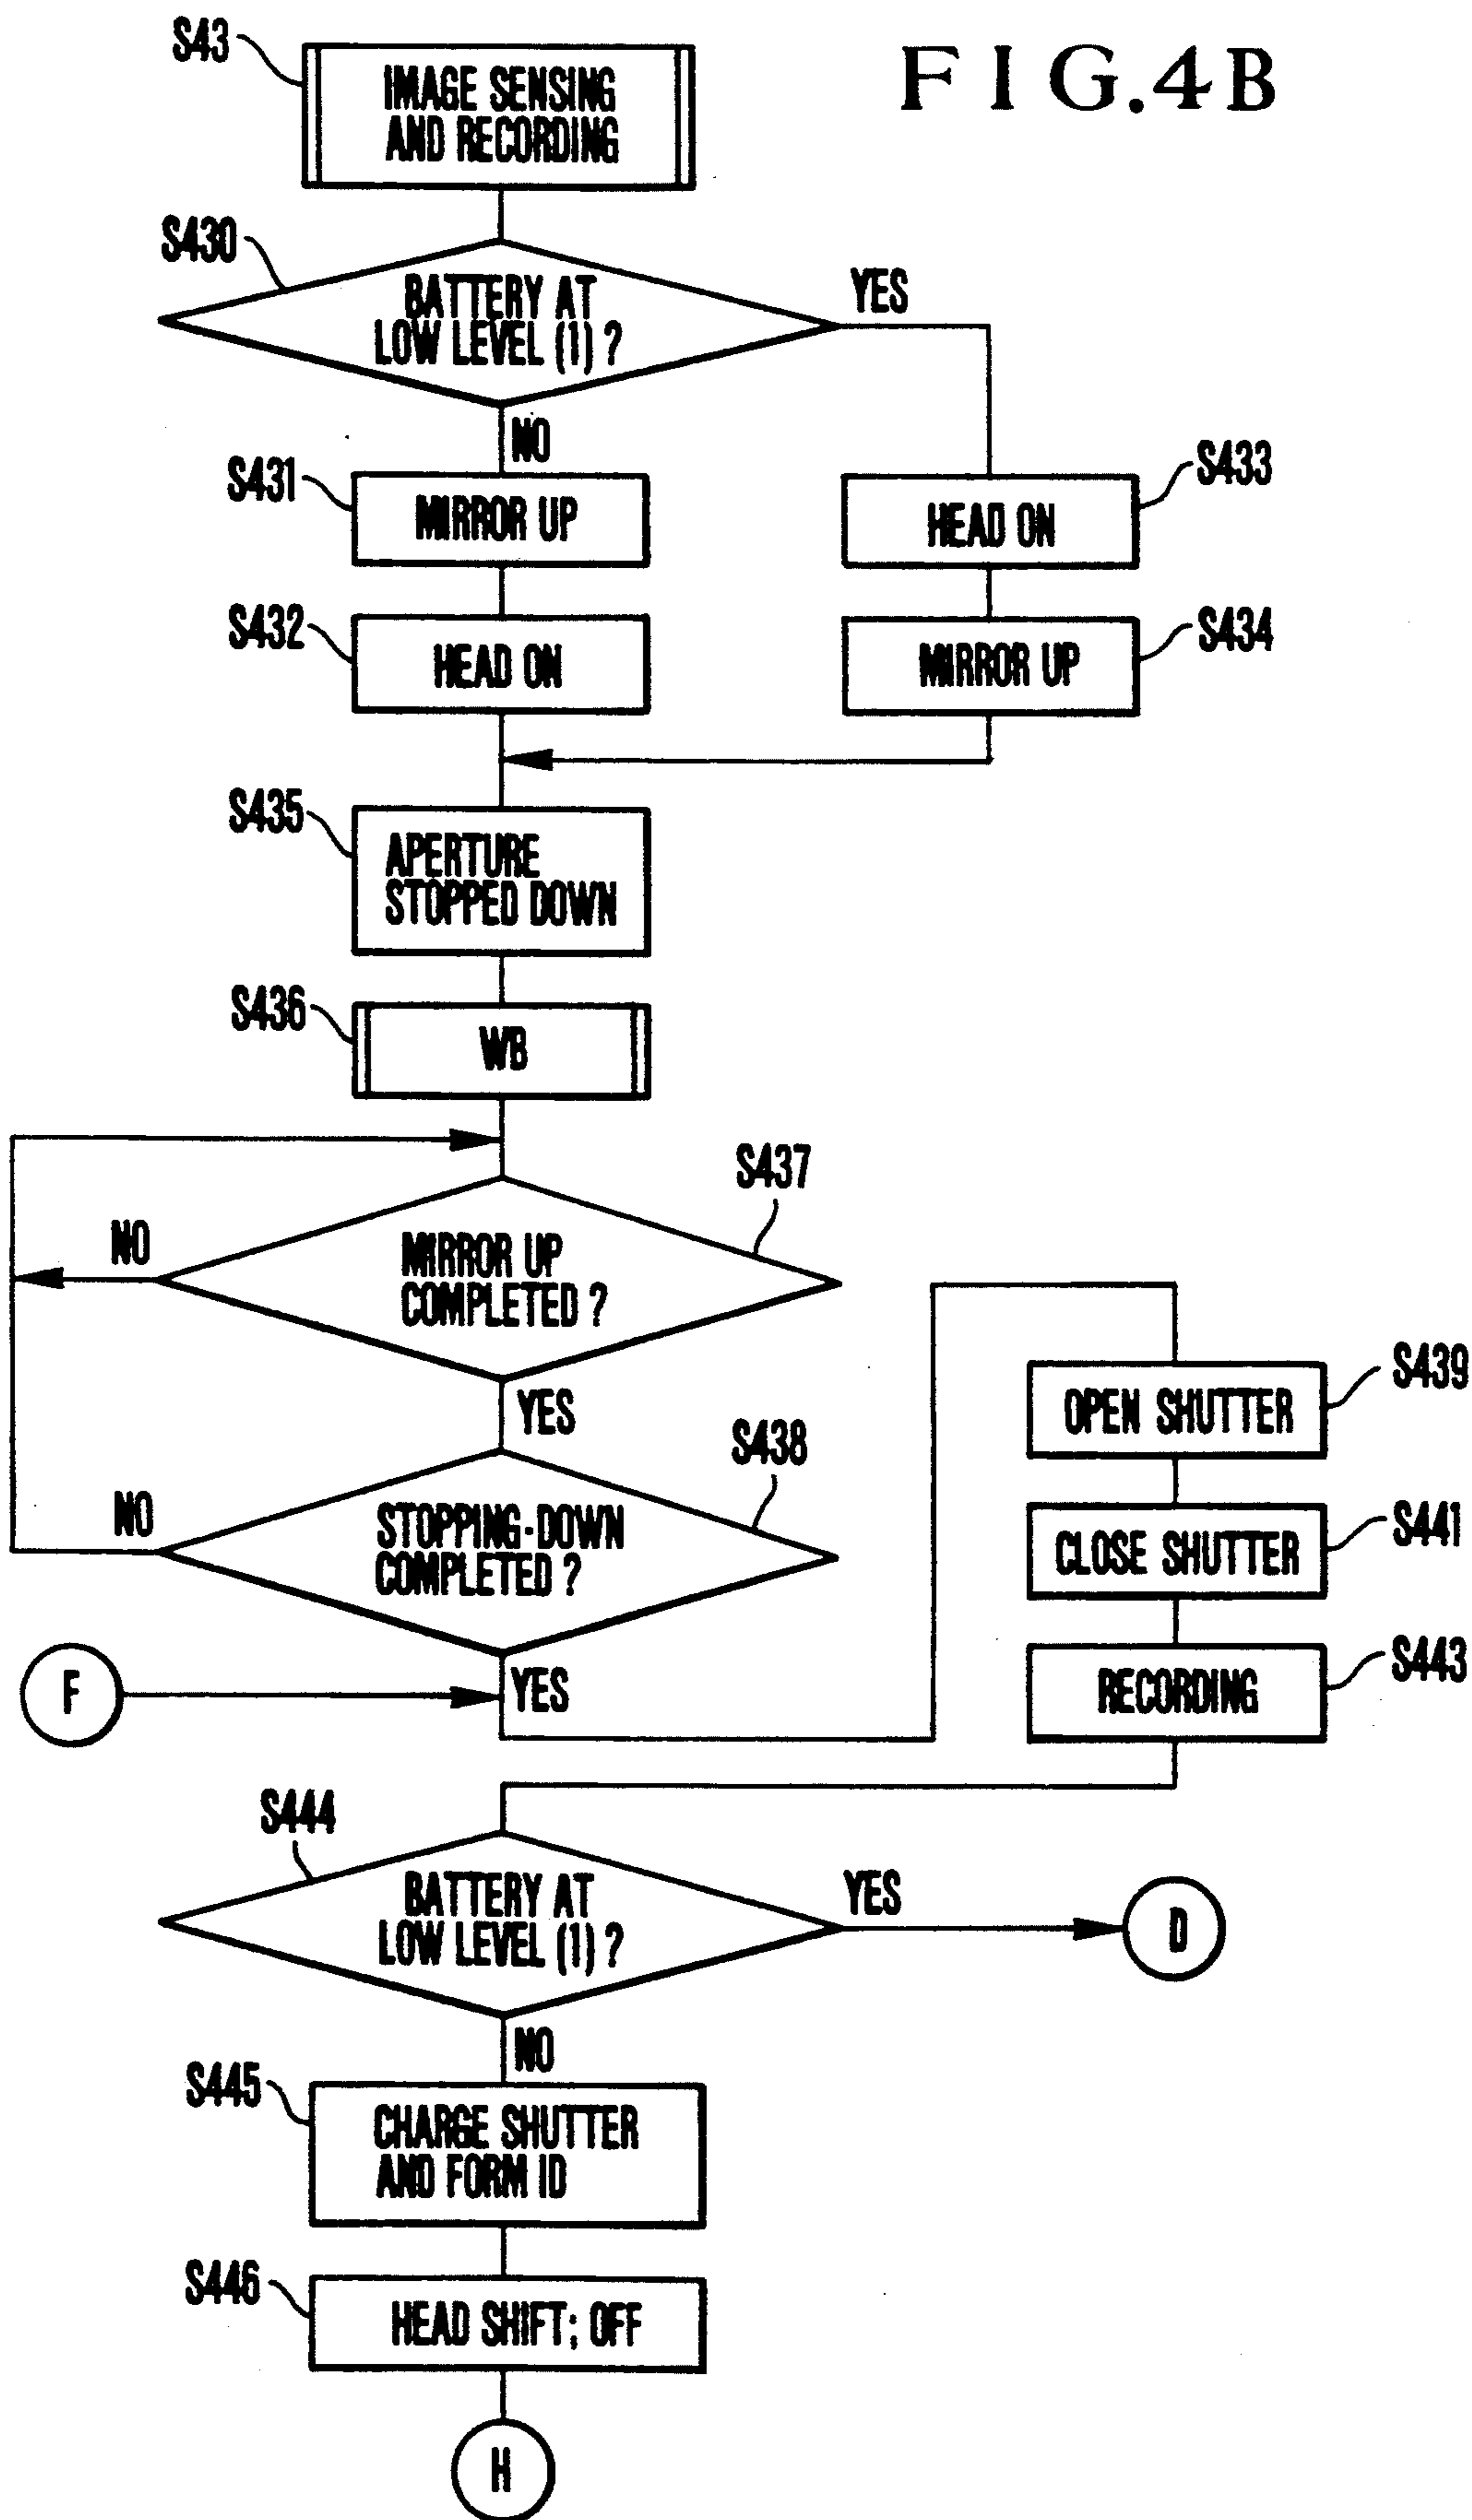 FIG.4B
S43
IMAGE SENSING
AND RECORDING
S430
BATTERY AT
LOW LEVEL (1) ?
YES
NO
S431
MIRROR UP
S433
HEAD ON
S432
HEAD ON
S434
MIRROR UP
S435
APERTURE
STOPPED DOWN
S436
WB
S437
MIRROR UP
COMPLETED ?
NO
YES
S438
STOPPING-DOWN
COMPLETED ?
NO
YES
F
S439
OPEN SHUTTER
S441
CLOSE SHUTTER
S443
RECORDING
S444
BATTERY AT
LOW LEVEL (1) ?
YES
D
NO
S445
CHARGE SHUTTER
AND FORM ID
S446
HEAD SHIFT; OFF
H